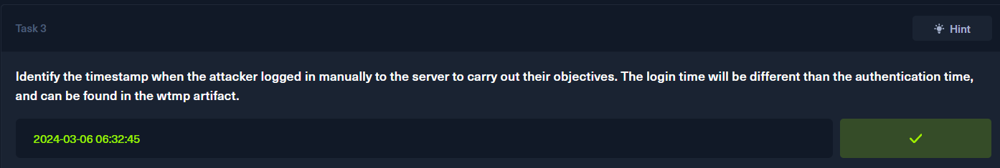 Task 3
Hint
Identify the timestamp when the attacker logged in manually to the server to carry out their objectives. The login time will be different than the authentication time,
and can be found in the wtmp artifact.
2024-03-06 06:32:45